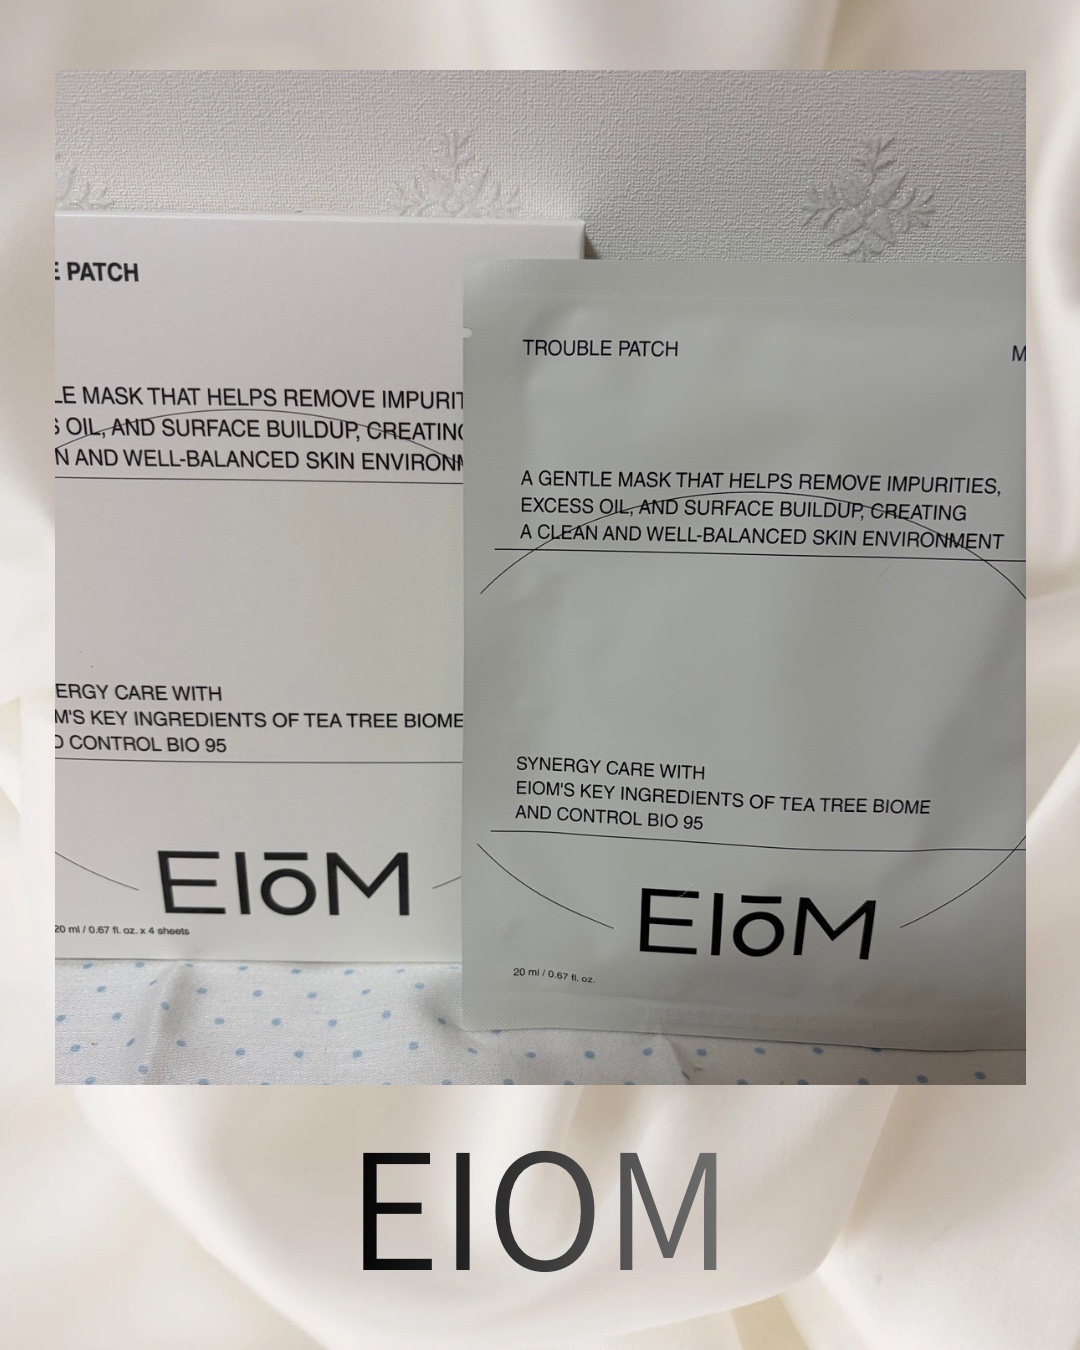 E PATCH
LE MASK THAT HELPS REMOVE IMPURIT
S OIL, AND SURFACE BUILDUP, CREATING
N AND WELL-BALANCED SKIN ENVIRONM
ERGY CARE WITH
M'S KEY INGREDIENTS OF TEA TREE BIOME
D CONTROL BIO 95
EIōM
20 ml / 0.67 fl. oz. x 4 sheets
TROUBLE PATCH
M
A GENTLE MASK THAT HELPS REMOVE IMPURITIES,
EXCESS OIL, AND SURFACE BUILDUP, CREATING
A CLEAN AND WELL-BALANCED SKIN ENVIRONMENT
SYNERGY CARE WITH
EIOM'S KEY INGREDIENTS OF TEA TREE BIOME
AND CONTROL BIO 95
EIōM
20 ml / 0.67 fl. oz.
EIOM